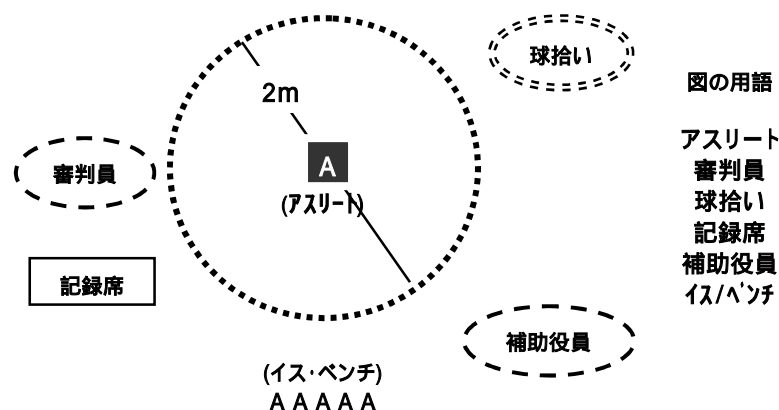 球拾い
2m
A
(アスリート)
審判員
記録席
補助役員
(イス・ベンチ)
A A A A A
図の用語
アスリート
審判員
球拾い
記録席
補助役員
イス/ベンチ